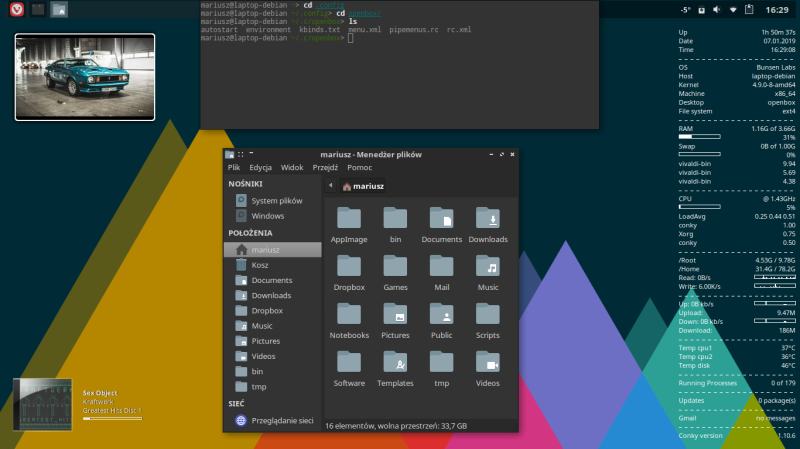 -5°
16:29
mariusz@laptop-debian ~> cd .config
mariusz@laptop-debian ~/.config> cd openbox/
mariusz@laptop-debian ~/.c/openbox> ls
autostart environment kbinds.txt menu.xml pipemenus.rc rc.xml
mariusz@laptop-debian ~/.c/openbox>
mariusz - Menedżer plików
Plik Edycja Widok Przejdź Pomoc
NOŚNIKI
System plików
Windows
POŁOŻENIA
mariusz
Kosz
Documents
Downloads
Dropbox
Music
Pictures
Videos
bin
tmp
SIEĆ
Przeglądanie sieci
mariusz
AppImage bin Documents Downloads
Dropbox Games Mail Music
Notebooks Pictures Public Scripts
Software Templates tmp Videos
16 elementów, wolna przestrzeń: 33,7 GB
Sex Object
Kraftwerk
Greatest Hits Disc 1
Up 1h 50m 37s
Date 07.01.2019
Time 16:29:08
OS Bunsen Labs
Host laptop-debian
Kernel 4.9.0-8-amd64
Machine x86_64
Desktop openbox
File system ext4
RAM 1.16G of 3.66G
31%
Swap 0B of 1.00G
0%
vivaldi-bin 9.94
vivaldi-bin 5.69
vivaldi-bin 4.38
CPU @ 1.43GHz
5%
LoadAvg 0.25 0.44 0.51
conky 1.00
Xorg 0.75
conky 0.50
/Root 4.53G / 9.78G
/Home 31.4G / 78.2G
Read: 0B/s
Write: 6.00K/s
Up: 0B kb/s
Upload: 9.47M
Down: 0B kb/s
Download: 186M
Temp cpu1 37°C
Temp cpu2 36°C
Temp disk 46°C
Running Processes 0 of 179
Updates 0 package(s)
Gmail no messages
Conky version 1.10.6